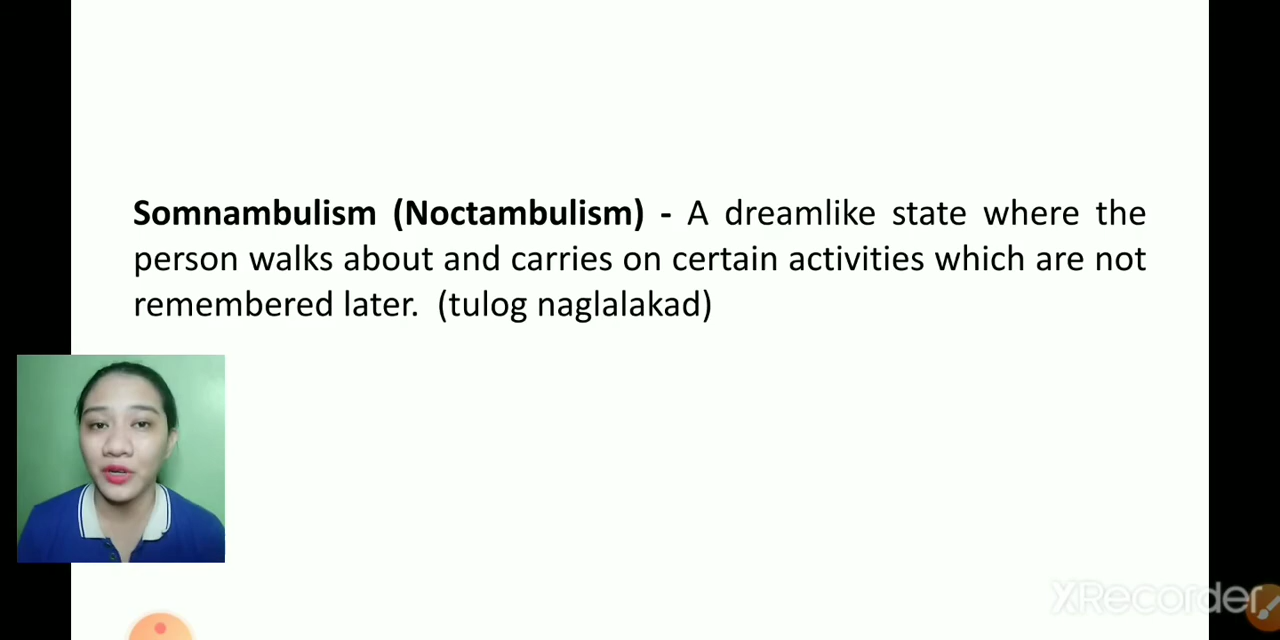 Somnambulism (Noctambulism) - A dreamlike state where the
person walks about and carries on certain activities which are not
remembered later. (tulog naglalakad)
XRecorder